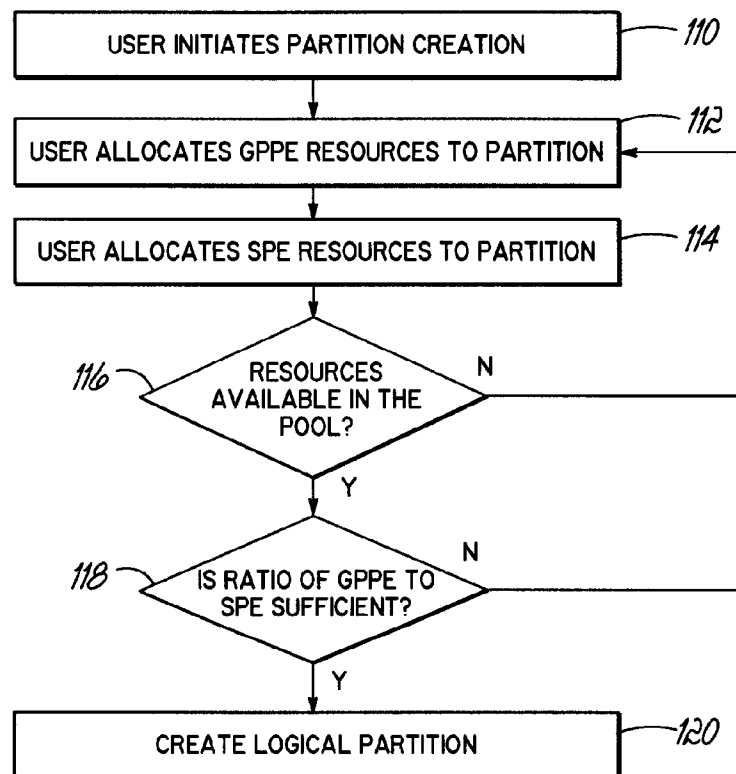 USER INITIATES PARTITION CREATION
110
USER ALLOCATES GPPE RESOURCES TO PARTITION
112
USER ALLOCATES SPE RESOURCES TO PARTITION
114
116
RESOURCES
AVAILABLE IN THE
POOL?
N
Y
118
IS RATIO OF GPPE TO
SPE SUFFICIENT?
N
Y
CREATE LOGICAL PARTITION
120